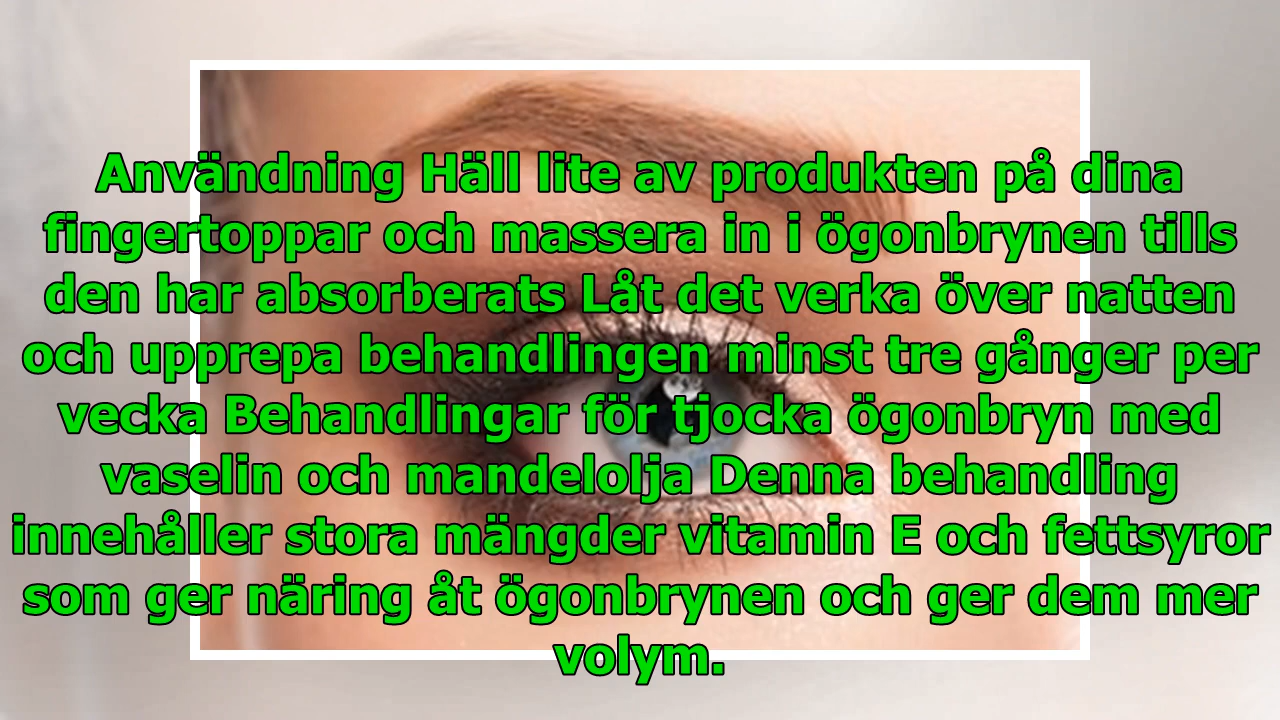 Användning Häll lite av produkten på dina
fingertoppar och massera in i ögonbrynen tills
den har absorberats Låt det verka över natten
och upprepa behandlingen minst tre gånger per
vecka Behandlingar för tjocka ögonbryn med
vaselin och mandelolja Denna behandling
innehåller stora mängder vitamin E och fettsyror
som ger näring åt ögonbrynen och ger dem mer
volym.